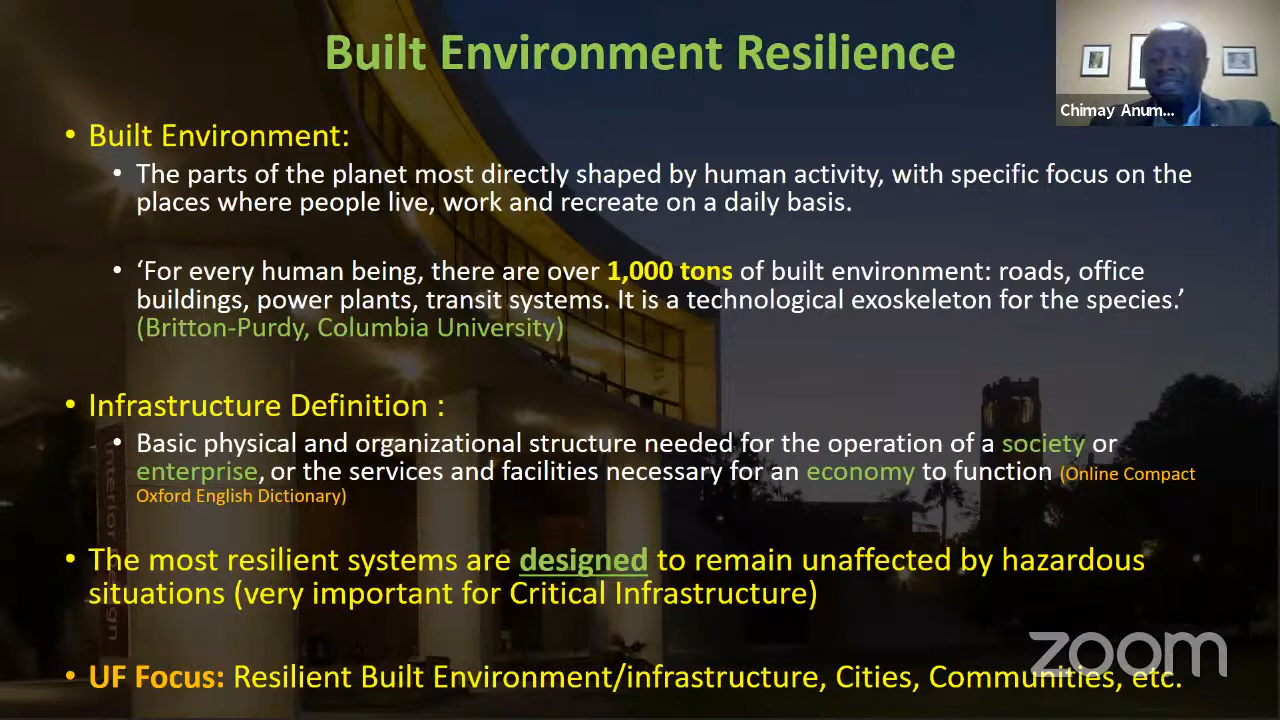 Built Environment Resilience
Chimay Anum...
• Built Environment:
• The parts of the planet most directly shaped by human activity, with specific focus on the
places where people live, work and recreate on a daily basis.
• ‘For every human being, there are over 1,000 tons of built environment: roads, office
buildings, power plants, transit systems. It is a technological exoskeleton for the species.’
(Britton-Purdy, Columbia University)
• Infrastructure Definition :
• Basic physical and organizational structure needed for the operation of a society or
enterprise, or the services and facilities necessary for an economy to function (Online Compact
Oxford English Dictionary)
• The most resilient systems are designed to remain unaffected by hazardous
situations (very important for Critical Infrastructure)
• UF Focus: Resilient Built Environment/infrastructure, Cities, Communities, etc.
zoom
Interior Design